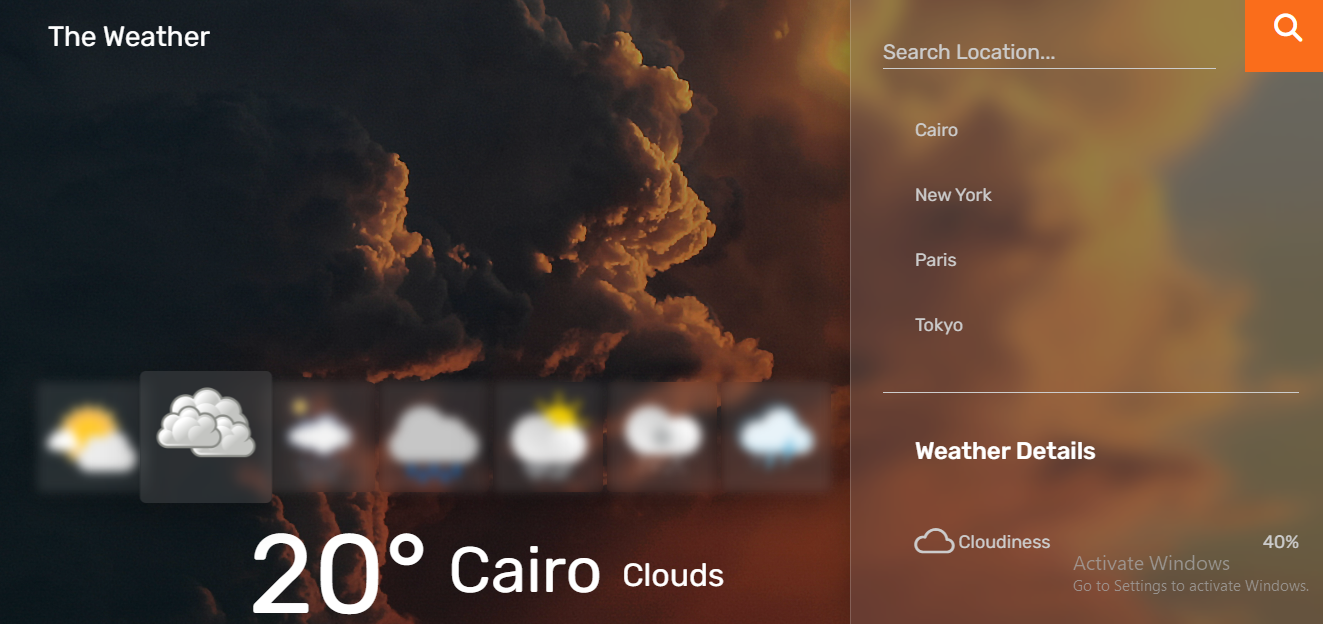 The Weather
20° Cairo Clouds
Search Location...
Cairo
New York
Paris
Tokyo
Weather Details
Cloudiness 40%
Activate Windows
Go to Settings to activate Windows.